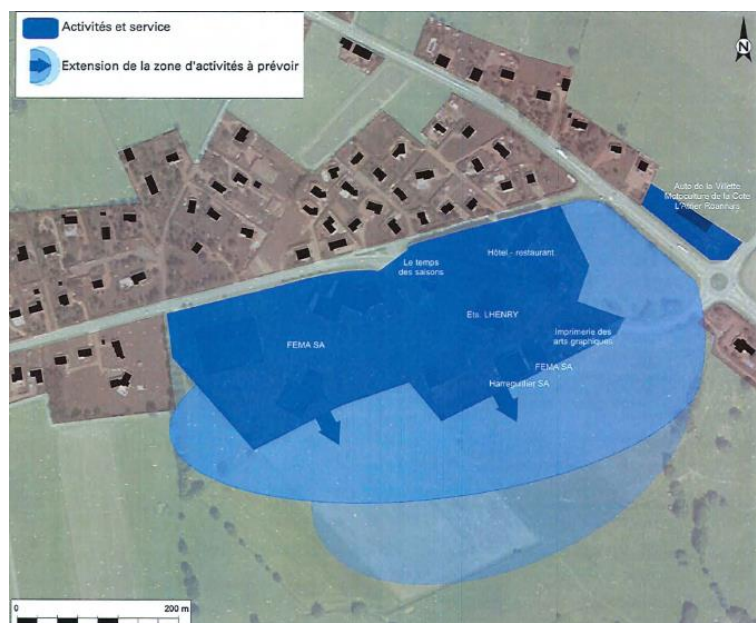 Activités et service
Extension de la zone d'activités à prévoir
N
Auto de la Villette
Motoculture de la Cote
L'Atelier Roannais
Hôtel - restaurant
Le temps
des saisons
Ets. LHENRY
FEMA SA
Imprimerie des
arts graphiques
FEMA SA
Harreguillier SA
0
200 m